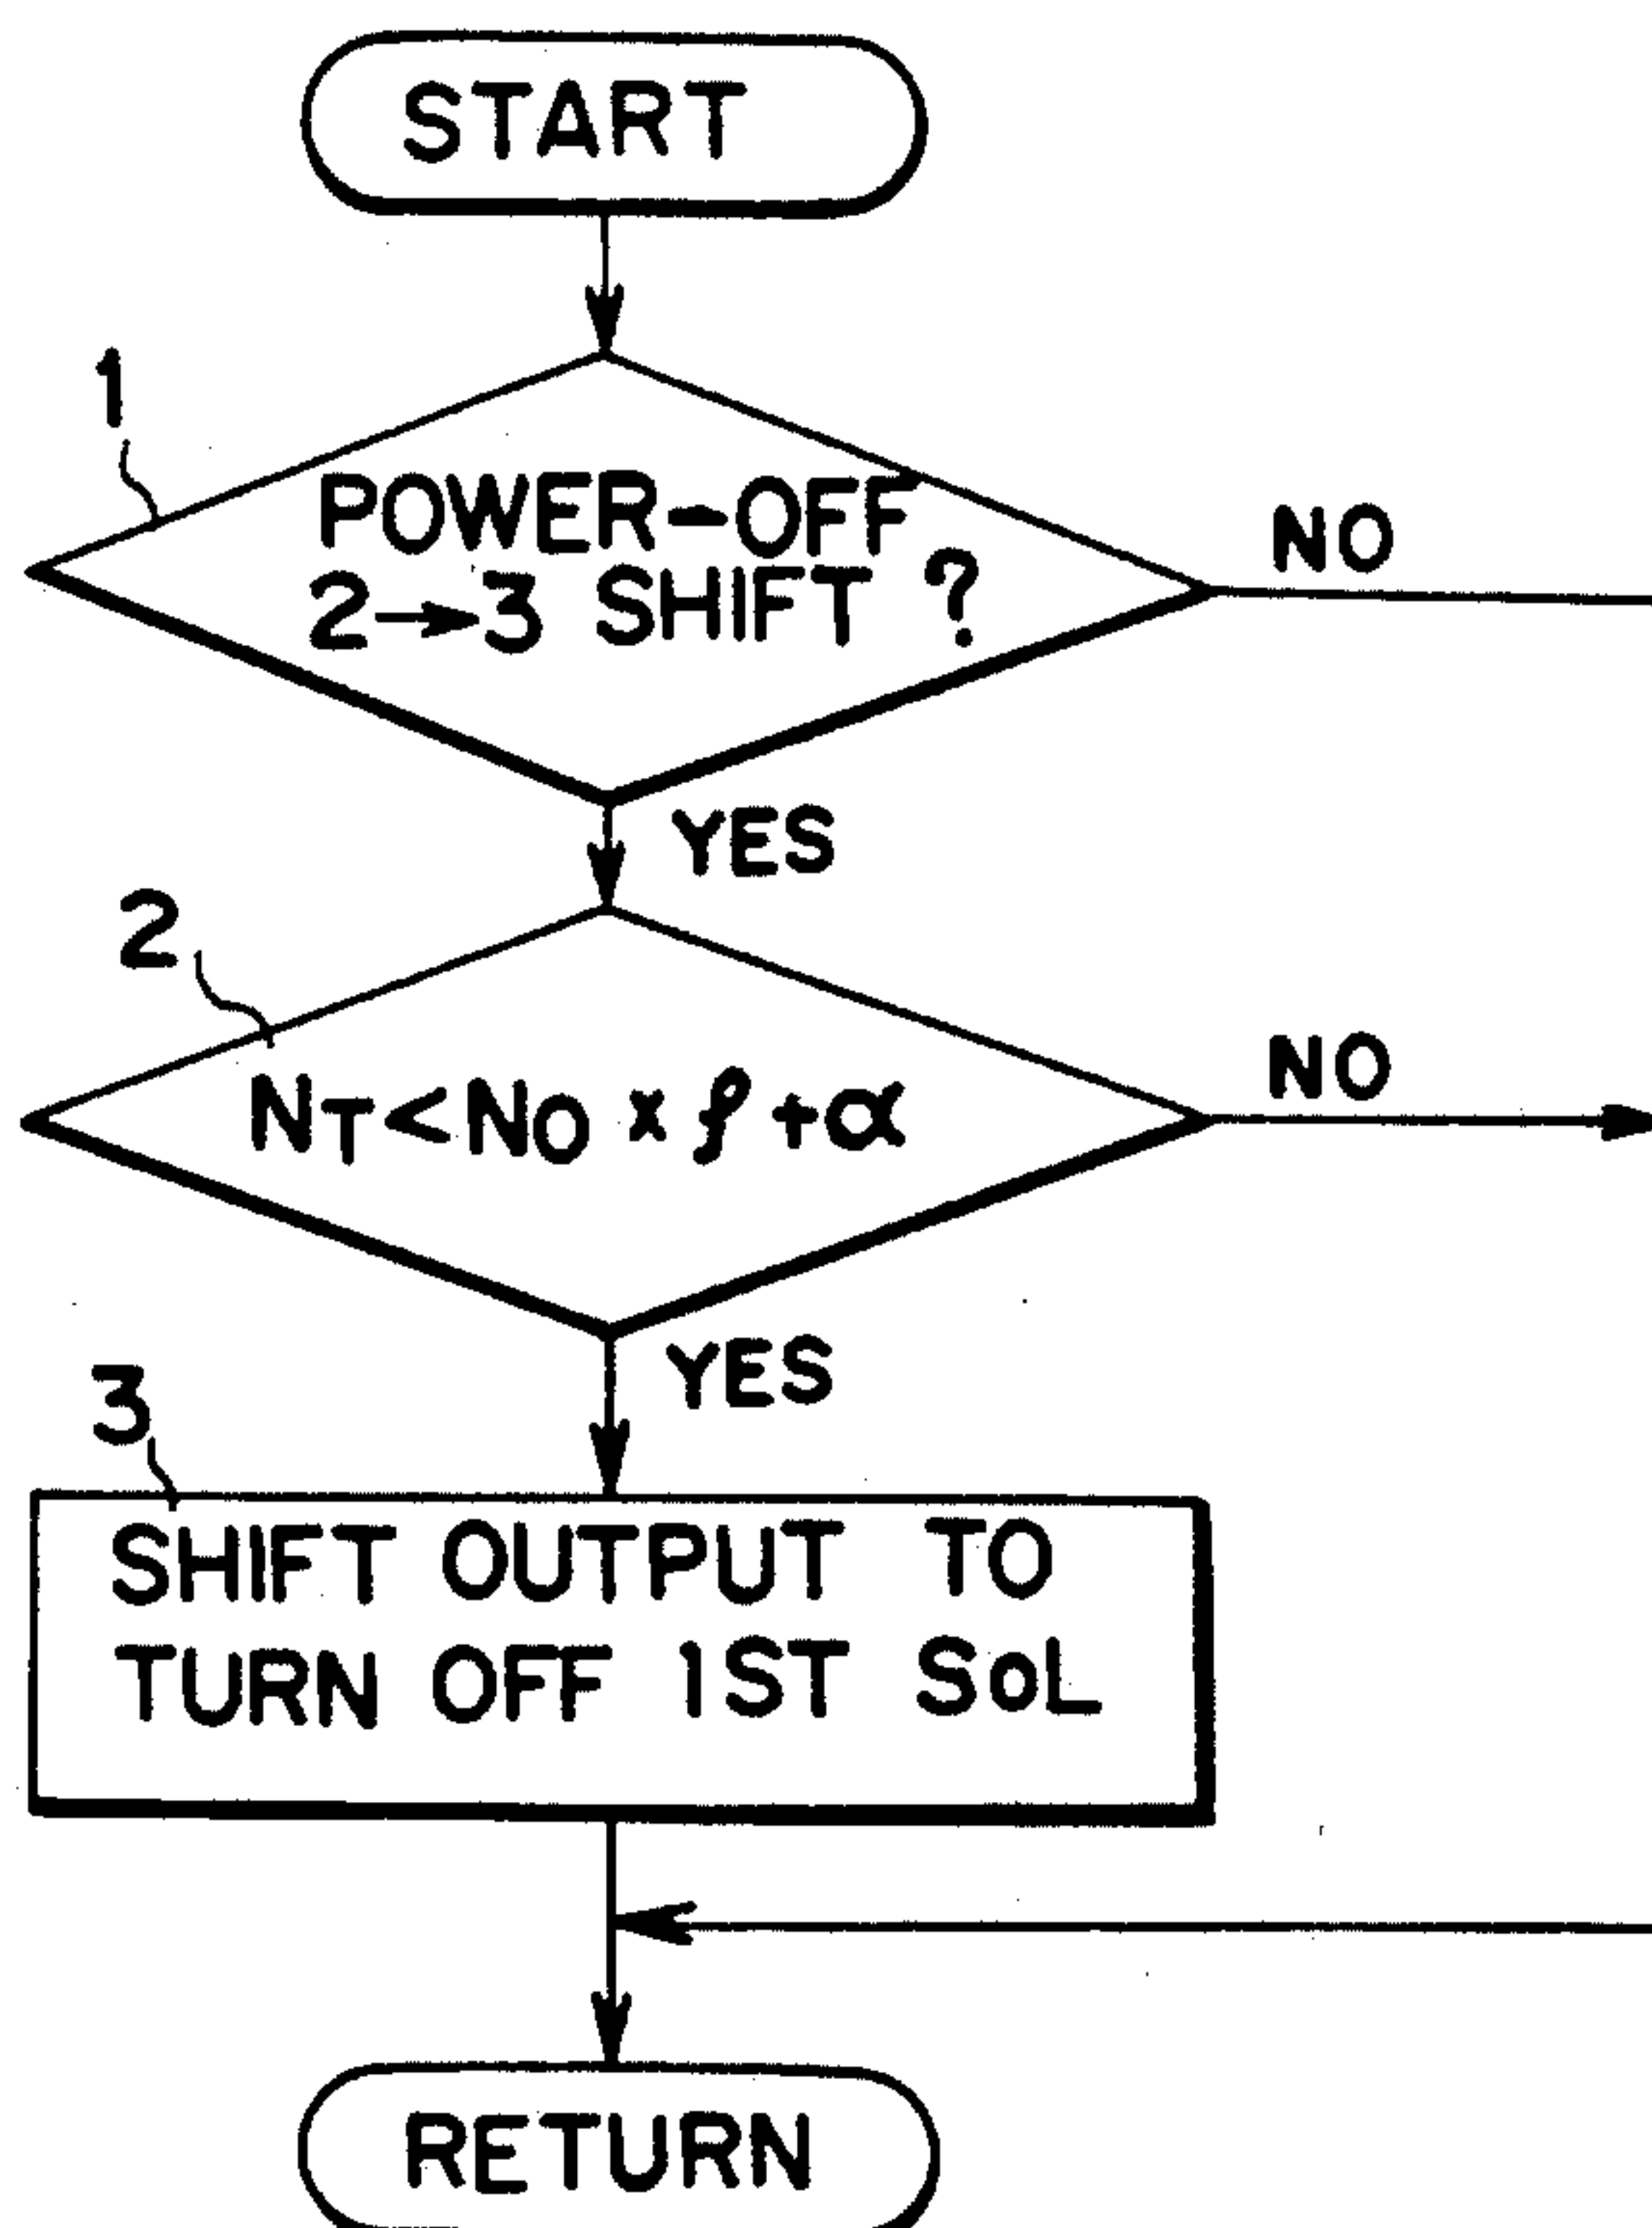 START
1
POWER-OFF
2→3 SHIFT ?
NO
YES
2
NT<NO×ρ+α
NO
YES
3
SHIFT OUTPUT TO
TURN OFF 1ST SoL
RETURN